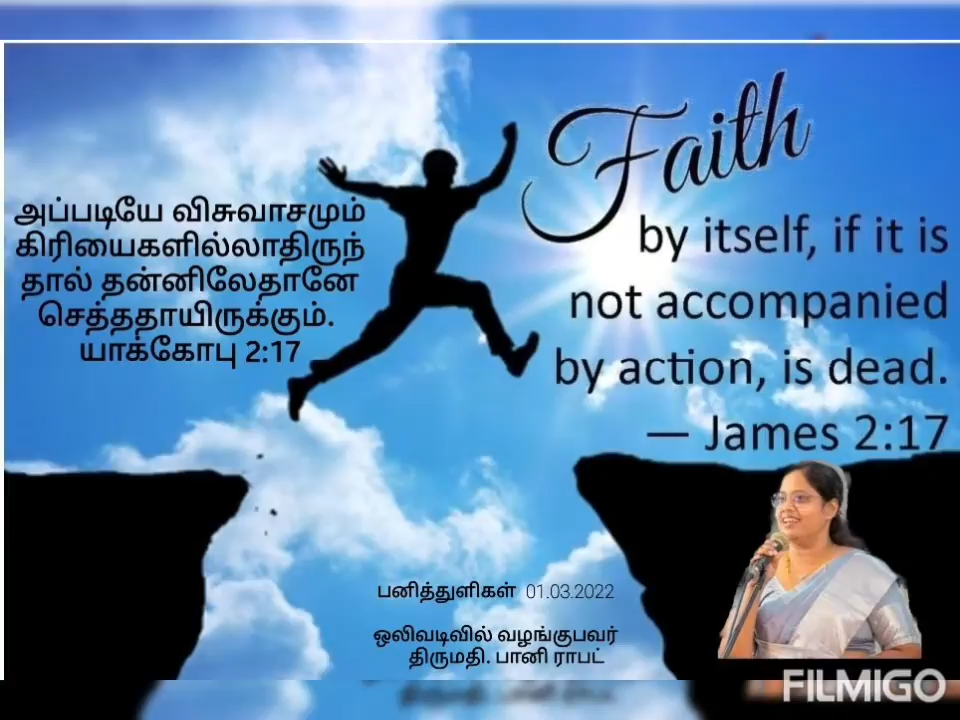 அப்படியே விசுவாசமும்
கிரியைகளில்லாதிருந்
தால் தன்னிலேதானே
செத்ததாயிருக்கும்.
யாக்கோபு 2:17
Faith
by itself, if it is
not accompanied
by action, is dead.
— James 2:17
பனித்துளிகள் 01.03.2022
ஒலிவடிவில் வழங்குபவர்
திருமதி. பானி ராபட்
FILMIGO